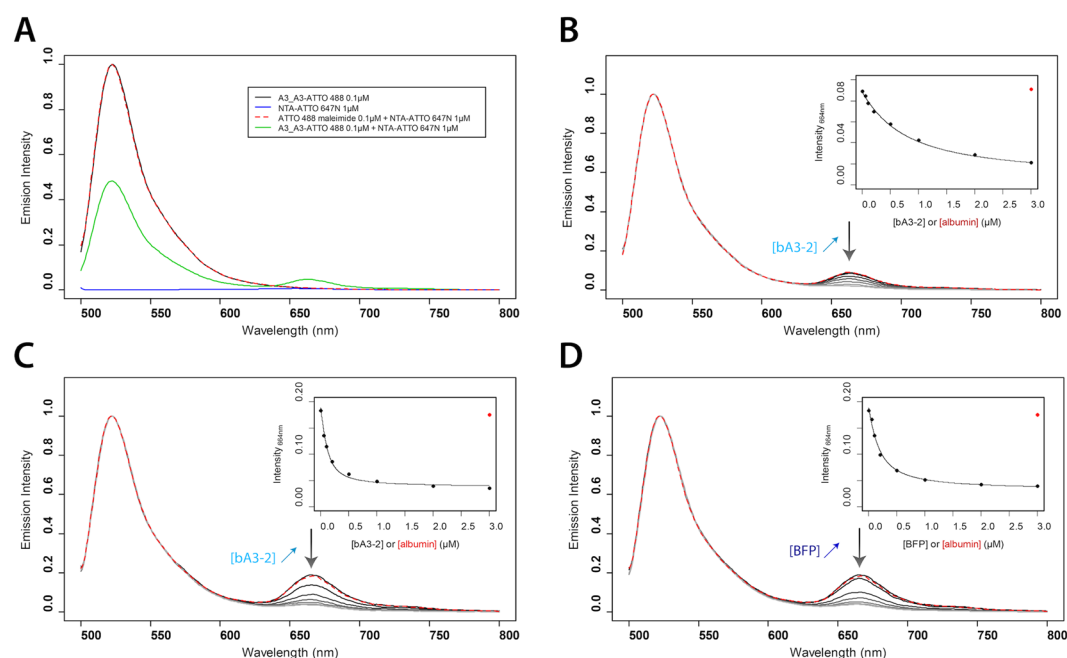 A
Emision Intensity
1.0
0.8
0.6
0.4
0.2
0.0
A3_A3-ATTO 488 0.1µM
NTA-ATTO 647N 1µM
ATTO 488 maleimide 0.1µM + NTA-ATTO 647N 1µM
A3_A3-ATTO 488 0.1µM + NTA-ATTO 647N 1µM
500 550 600 650 700 750 800
Wavelength (nm)
B
Emission Intensity
1.0
0.8
0.6
0.4
0.2
0.0
[bA3-2]
Intensity 664nm
0.08
0.04
0.00
0.0 0.5 1.0 1.5 2.0 2.5 3.0
[bA3-2] or [albumin] (µM)
500 550 600 650 700 750 800
Wavelength (nm)
C
Emission Intensity
1.0
0.8
0.6
0.4
0.2
0.0
[bA3-2]
Intensity 664nm
0.20
0.10
0.00
0.0 0.5 1.0 1.5 2.0 2.5 3.0
[bA3-2] or [albumin] (µM)
500 550 600 650 700 750 800
Wavelength (nm)
D
Emission Intensity
1.0
0.8
0.6
0.4
0.2
0.0
[BFP]
Intensity 664nm
0.20
0.10
0.00
0.0 0.5 1.0 1.5 2.0 2.5 3.0
[BFP] or [albumin] (µM)
500 550 600 650 700 750 800
Wavelength (nm)